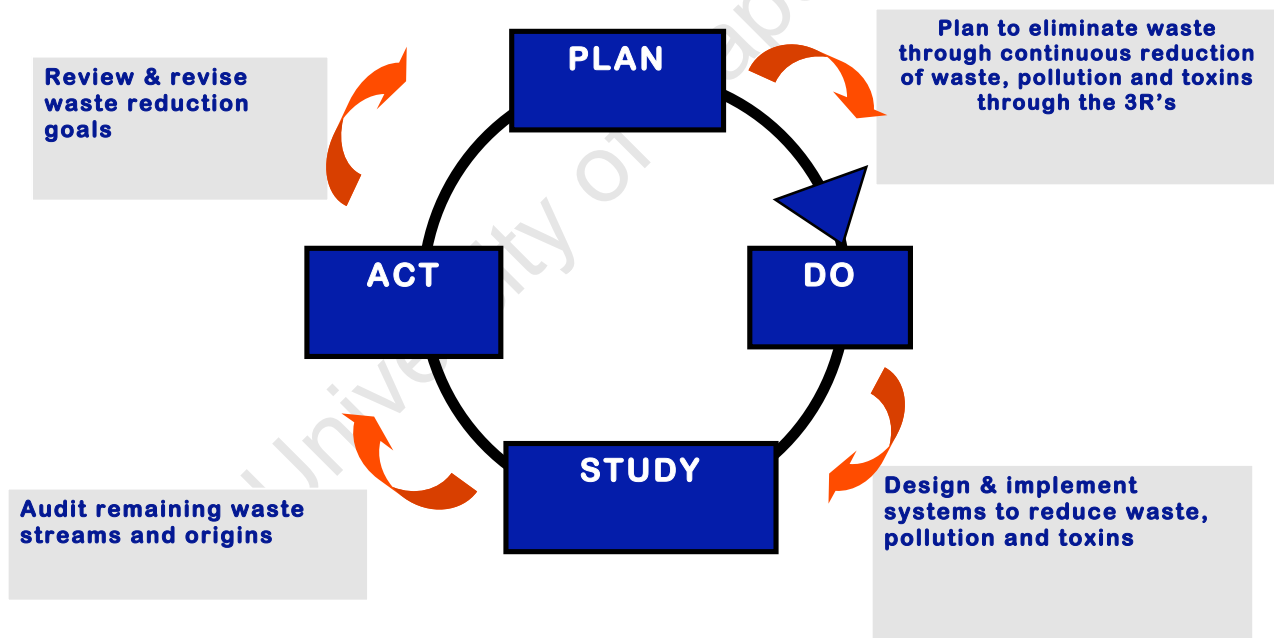 PLAN
Plan to eliminate waste
through continuous reduction
of waste, pollution and toxins
through the 3R's
Review & revise
waste reduction
goals
ACT
DO
STUDY
Audit remaining waste
streams and origins
Design & implement
systems to reduce waste,
pollution and toxins
University of